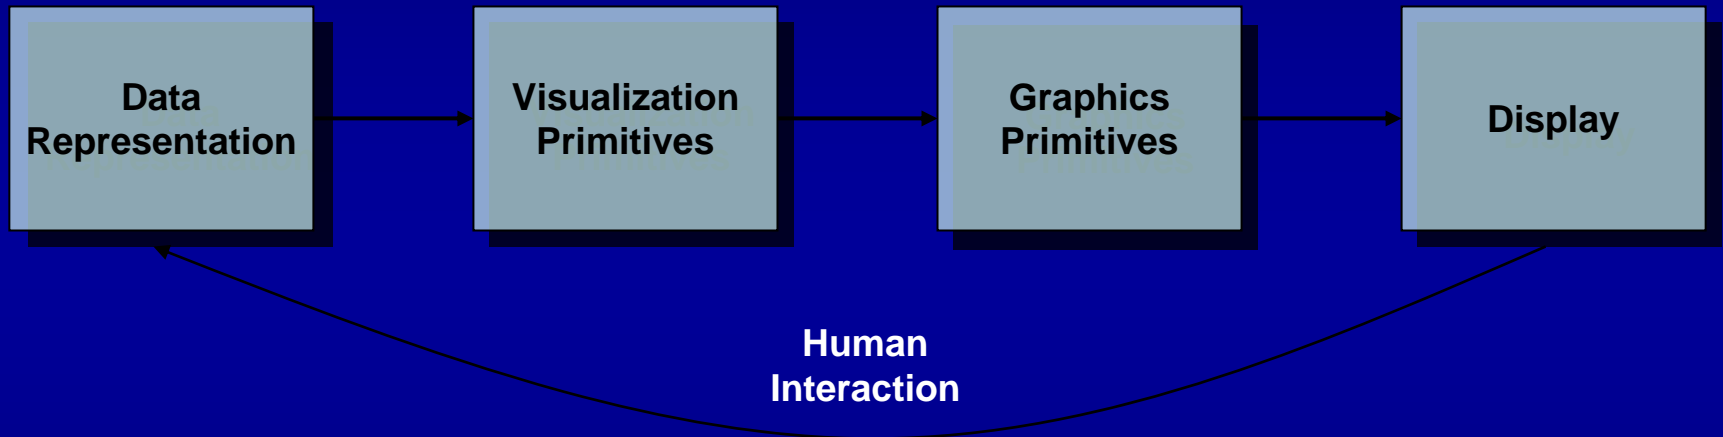 Data
Representation
Visualization
Primitives
Graphics
Primitives
Display
Human
Interaction